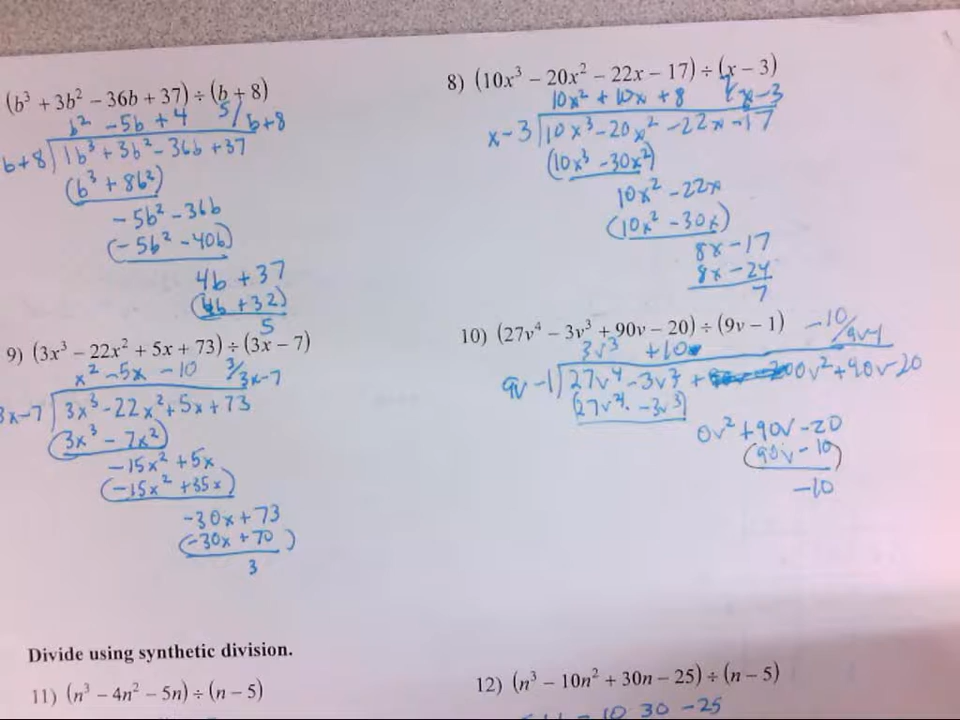 (b³ + 3b² − 36b + 37) ÷ (b + 8)
b² −5b +4 5/b+8
b+8 1b³ + 3b² − 36b + 37
(b³ + 8b²)
−5b² −36b
(−5b² −40b)
4b +37
(4b +32)
5
8) (10x³ − 20x² − 22x − 17) ÷ (x − 3)
10x² + 10x + 8 7/x−3
x−3 10x³ −20x² −22x −17
(10x³ −30x²)
10x² −22x
(10x² −30x)
8x −17
8x −24
7
9) (3x³ − 22x² + 5x + 73) ÷ (3x − 7)
x² −5x −10 3/3x−7
3x−7 3x³ −22x² +5x +73
(3x³ − 7x²)
−15x² +5x
(−15x² +35x)
−30x +73
(−30x +70)
3
10) (27v⁴ − 3v³ + 90v − 20) ÷ (9v − 1)
3v³ +10 −10/9v−1
9v−1 27v⁴ −3v³ + 0v² +90v −20
(27v⁴ −3v³)
0v² +90v −20
(90v − 10)
−10
Divide using synthetic division.
11) (n³ − 4n² − 5n) ÷ (n − 5)
12) (n³ − 10n² + 30n − 25) ÷ (n − 5)
−10 30 −25